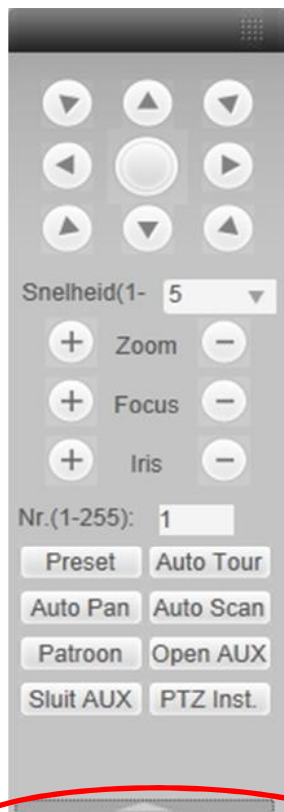 Snelheid(1- 5
+ Zoom −
+ Focus −
+ Iris −
Nr.(1-255): 1
Preset Auto Tour
Auto Pan Auto Scan
Patroon Open AUX
Sluit AUX PTZ Inst.